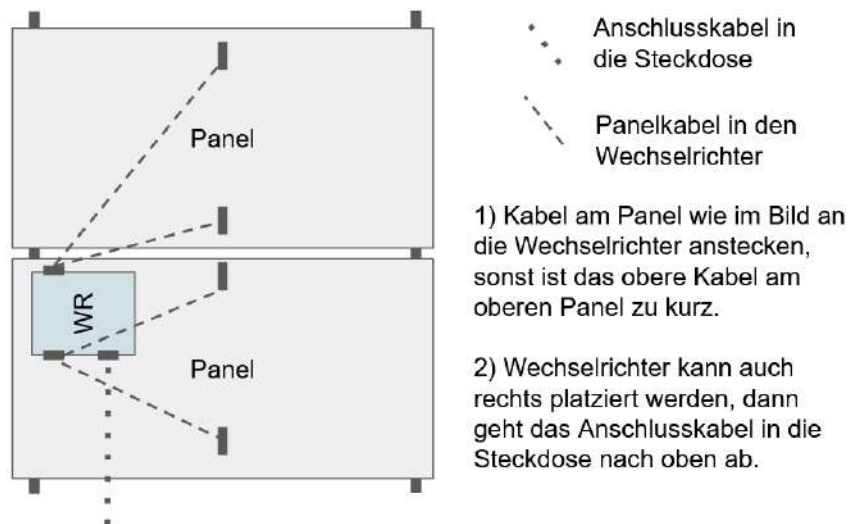 Panel
WR
Panel
Anschlusskabel in
die Steckdose
Panelkabel in den
Wechselrichter
1) Kabel am Panel wie im Bild an
die Wechselrichter anstecken,
sonst ist das obere Kabel am
oberen Panel zu kurz.
2) Wechselrichter kann auch
rechts platziert werden, dann
geht das Anschlusskabel in die
Steckdose nach oben ab.